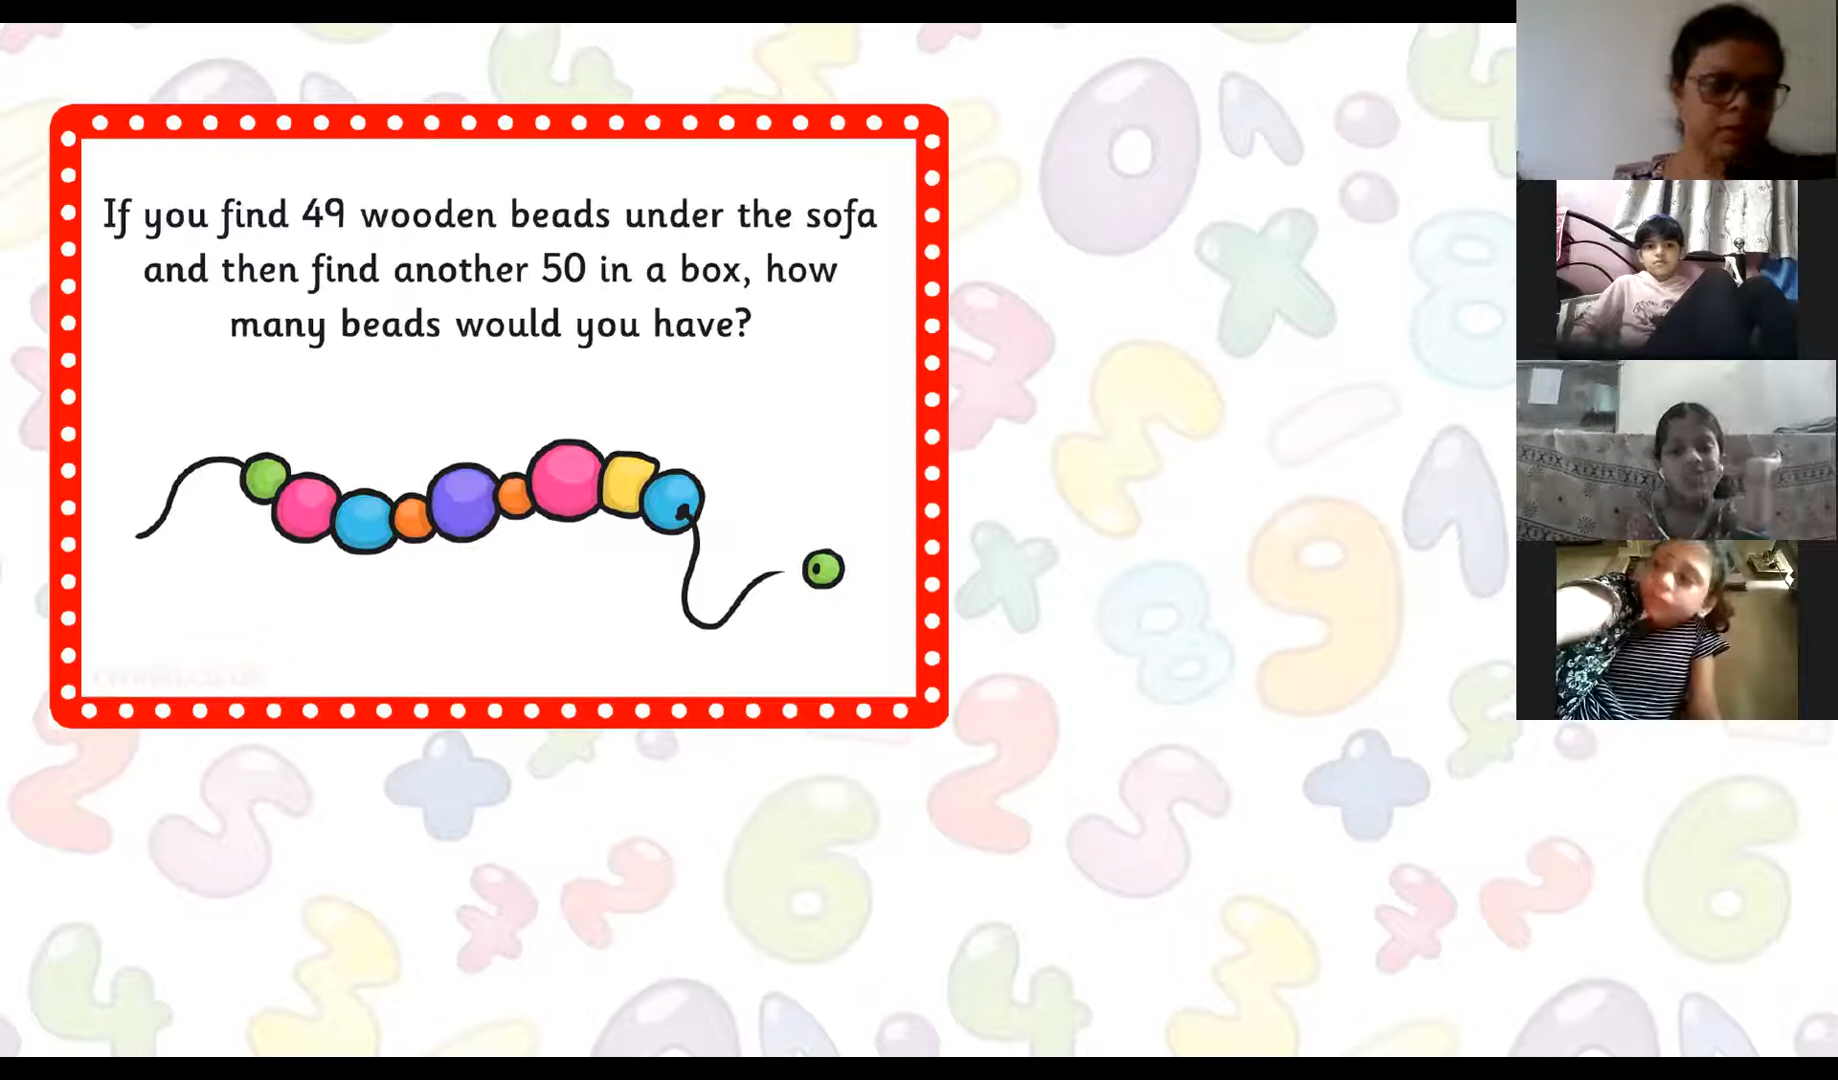 If you find 49 wooden beads under the sofa
and then find another 50 in a box, how
many beads would you have?